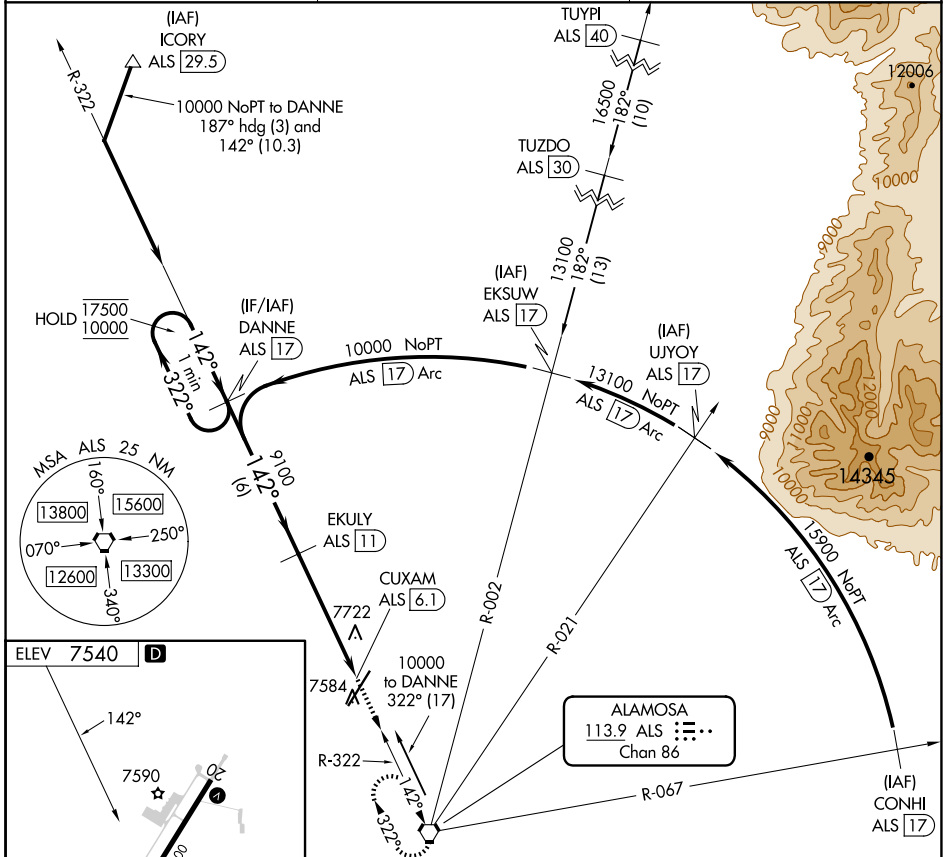 (IAF)
ICORY
ALS 29.5
R-322
10000 NoPT to DANNE
187° hdg (3) and
142° (10.3)
TUYPI
ALS 40
16500
182°
(10)
TUZDO
ALS 30
13100
182°
(13)
12006
10000
9000
HOLD 17500
10000
142°
1 min
322°
(IF/IAF)
DANNE
ALS 17
10000 NoPT
ALS 17 Arc
(IAF)
EKSUW
ALS 17
(IAF)
UJYOY
ALS 17
13100 NoPT
ALS 17 Arc
9000
11000
12000
10000
14345
15900 NoPT
ALS 17 Arc
MSA ALS 25 NM
160°
13800
15600
070°
250°
12600
13300
340°
9100
142°
(6)
EKULY
ALS 11
CUXAM
ALS 6.1
7722
7584
10000
to DANNE
322° (17)
R-322
142°
322°
R-002
R-021
R-067
ALAMOSA
113.9 ALS
Chan 86
(IAF)
CONHI
ALS 17
ELEV 7540 D
142°
7590
20
V
00